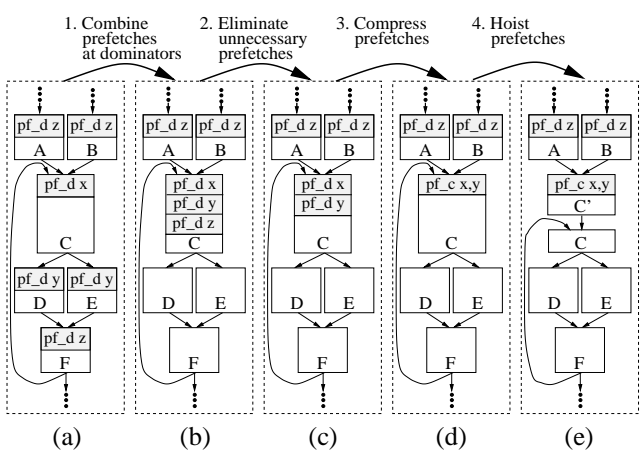 1. Combine prefetches at dominators
2. Eliminate unnecessary prefetches
3. Compress prefetches
4. Hoist prefetches
pf_d z pf_d z
A B
pf_d x
C
pf_d y pf_d y
D E
pf_d z
F
(a)
pf_d z pf_d z
A B
pf_d x
pf_d y
pf_d z
C
D E
F
(b)
pf_d z pf_d z
A B
pf_d x
pf_d y
C
D E
F
(c)
pf_d z pf_d z
A B
pf_c x,y
C
D E
F
(d)
pf_d z pf_d z
A B
pf_c x,y
C'
C
D E
F
(e)